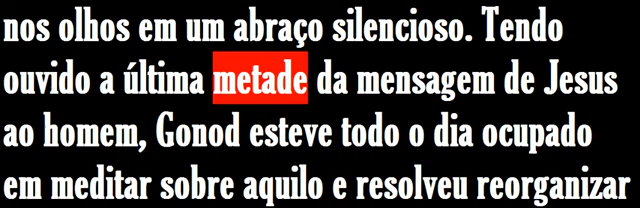 nos olhos em um abraço silencioso. Tendo
ouvido a última metade da mensagem de Jesus
ao homem, Gonod esteve todo o dia ocupado
em meditar sobre aquilo e resolveu reorganizar